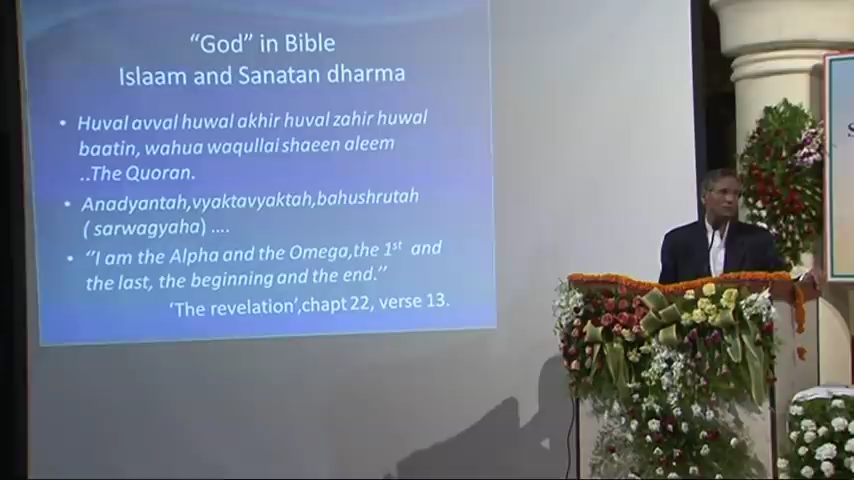 “God” in Bible
Islaam and Sanatan dharma
• Huval avval huwal akhir huval zahir huwal
baatin, wahua waqullai shaeen aleem
..The Quoran.
• Anadyantah,vyaktavyaktah,bahushrutah
( sarwagyaha) ....
• “I am the Alpha and the Omega,the 1st and
the last, the beginning and the end.”
‘The revelation’,chapt 22, verse 13.